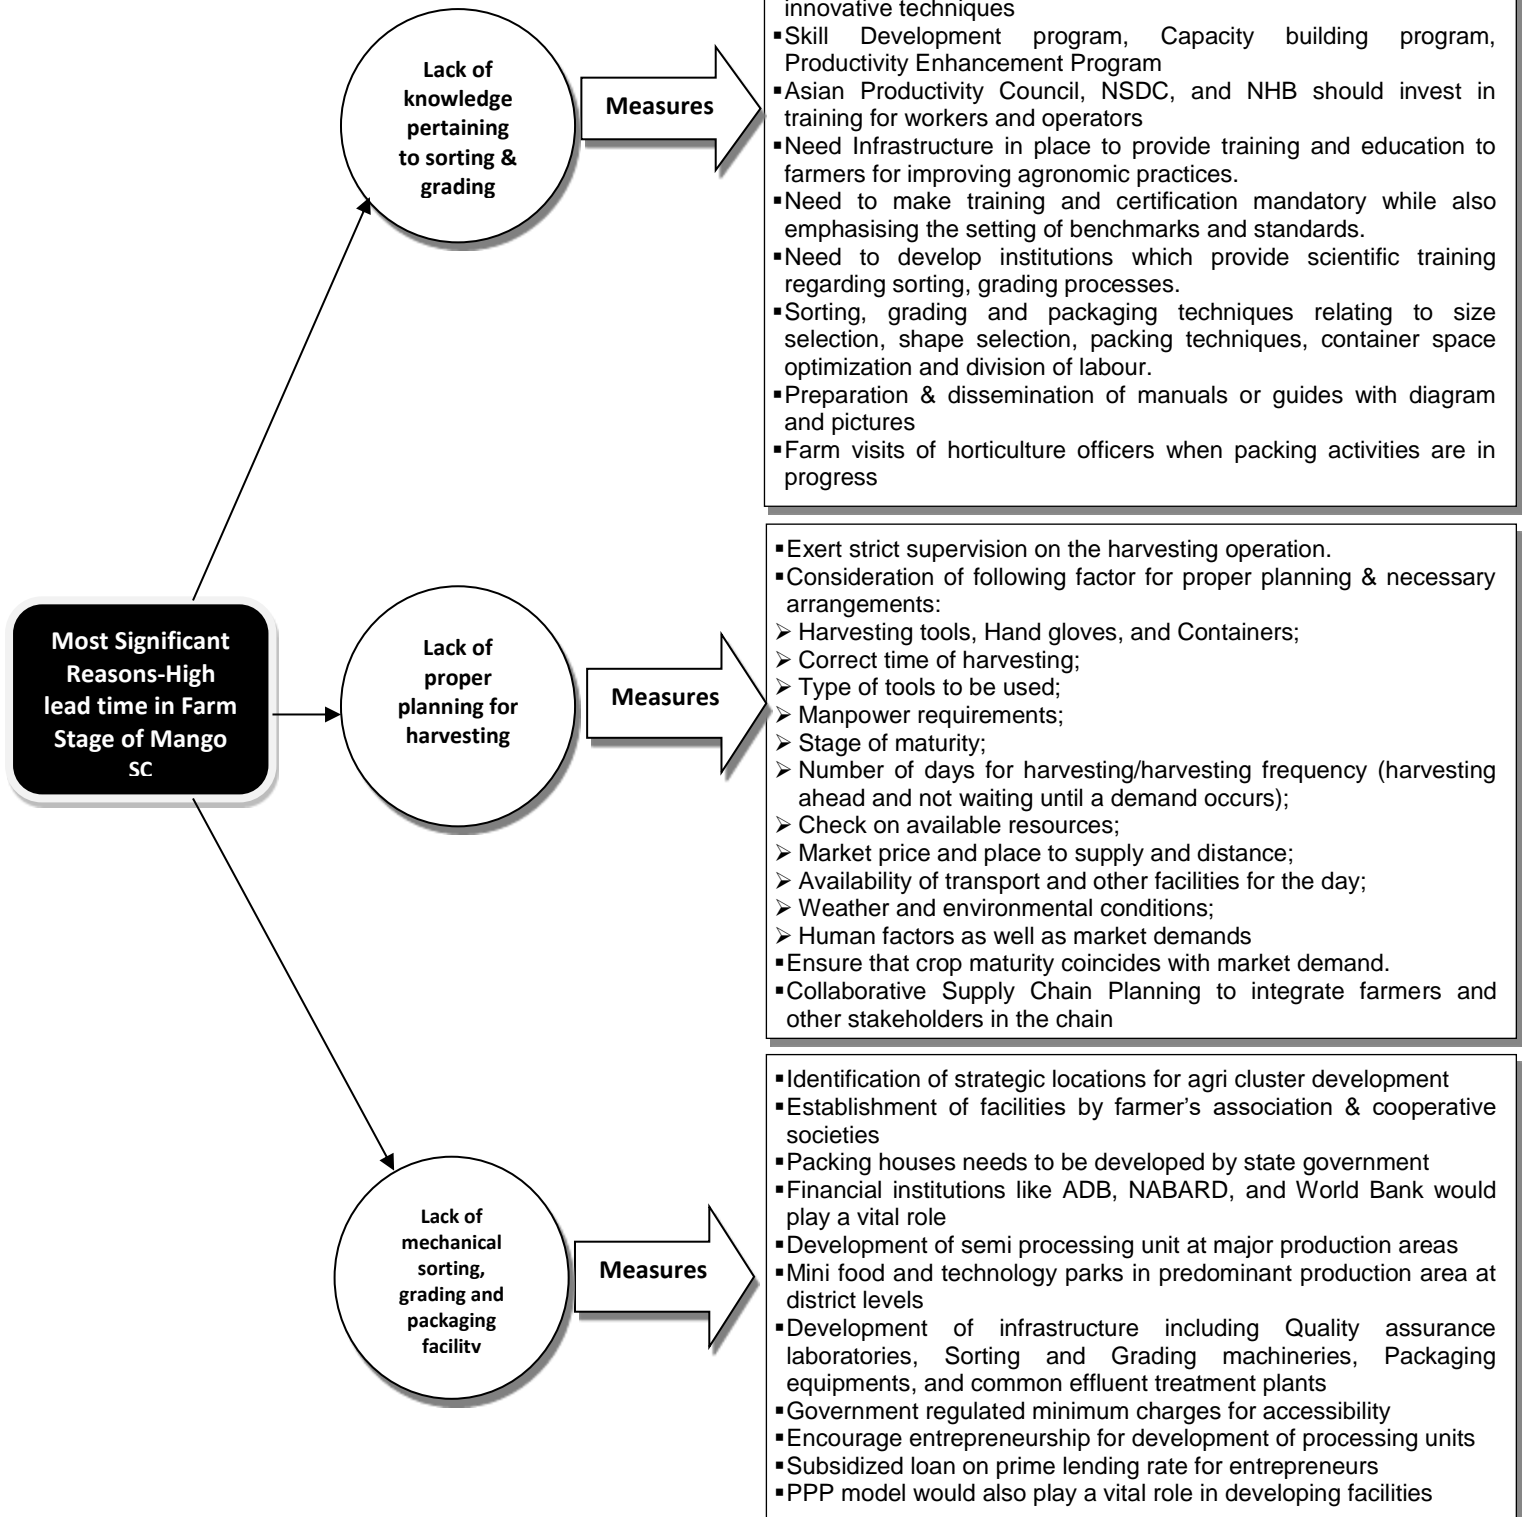 innovative techniques
▪Skill Development program, Capacity building program,
Productivity Enhancement Program
▪Asian Productivity Council, NSDC, and NHB should invest in
training for workers and operators
▪Need Infrastructure in place to provide training and education to
farmers for improving agronomic practices.
▪Need to make training and certification mandatory while also
emphasising the setting of benchmarks and standards.
▪Need to develop institutions which provide scientific training
regarding sorting, grading processes.
▪Sorting, grading and packaging techniques relating to size
selection, shape selection, packing techniques, container space
optimization and division of labour.
▪Preparation & dissemination of manuals or guides with diagram
and pictures
▪Farm visits of horticulture officers when packing activities are in
progress
Lack of
knowledge
pertaining
to sorting &
grading
Measures
Most Significant
Reasons-High
lead time in Farm
Stage of Mango
SC
Lack of
proper
planning for
harvesting
Measures
▪Exert strict supervision on the harvesting operation.
▪Consideration of following factor for proper planning & necessary
arrangements:
➢ Harvesting tools, Hand gloves, and Containers;
➢ Correct time of harvesting;
➢ Type of tools to be used;
➢ Manpower requirements;
➢ Stage of maturity;
➢ Number of days for harvesting/harvesting frequency (harvesting
ahead and not waiting until a demand occurs);
➢ Check on available resources;
➢ Market price and place to supply and distance;
➢ Availability of transport and other facilities for the day;
➢ Weather and environmental conditions;
➢ Human factors as well as market demands
▪Ensure that crop maturity coincides with market demand.
▪Collaborative Supply Chain Planning to integrate farmers and
other stakeholders in the chain
Lack of
mechanical
sorting,
grading and
packaging
facility
Measures
▪Identification of strategic locations for agri cluster development
▪Establishment of facilities by farmer’s association & cooperative
societies
▪Packing houses needs to be developed by state government
▪Financial institutions like ADB, NABARD, and World Bank would
play a vital role
▪Development of semi processing unit at major production areas
▪Mini food and technology parks in predominant production area at
district levels
▪Development of infrastructure including Quality assurance
laboratories, Sorting and Grading machineries, Packaging
equipments, and common effluent treatment plants
▪Government regulated minimum charges for accessibility
▪Encourage entrepreneurship for development of processing units
▪Subsidized loan on prime lending rate for entrepreneurs
▪PPP model would also play a vital role in developing facilities